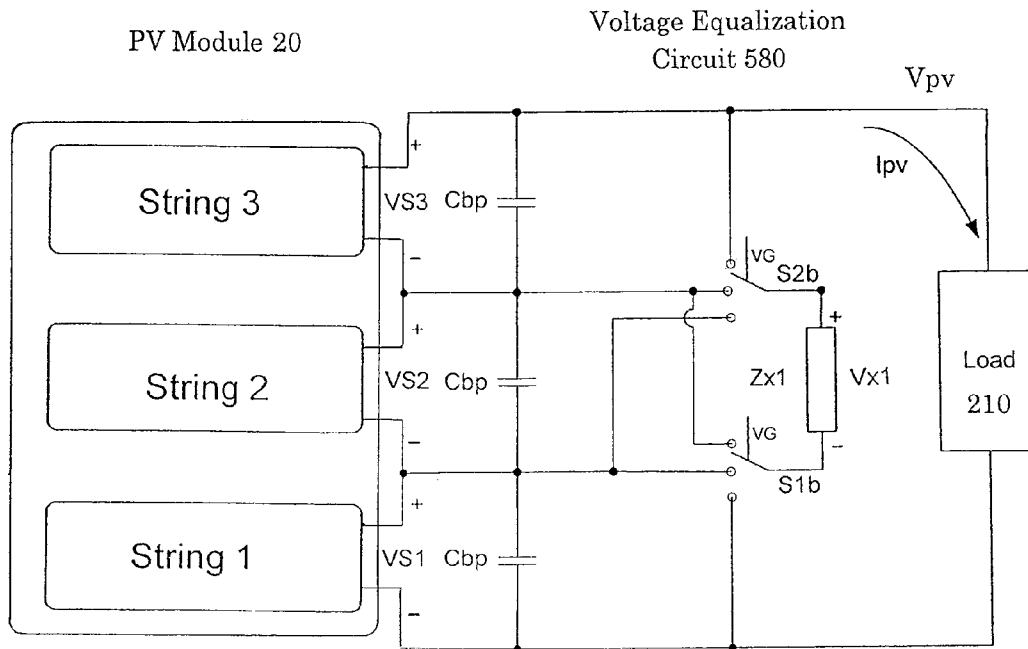 PV Module 20
Voltage Equalization
Circuit 580
Vpv
Ipv
String 3
+
VS3
Cbp
−
VG
S2b
String 2
+
VS2
Cbp
−
Zx1
+
Vx1
−
Load
210
VG
S1b
String 1
+
VS1
Cbp
−